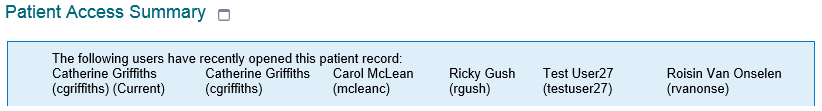 Patient Access Summary
The following users have recently opened this patient record:
Catherine Griffiths Catherine Griffiths Carol McLean Ricky Gush Test User27 Roisin Van Onselen
(cgriffiths) (Current) (cgriffiths) (mcleanc) (rgush) (testuser27) (rvanonse)